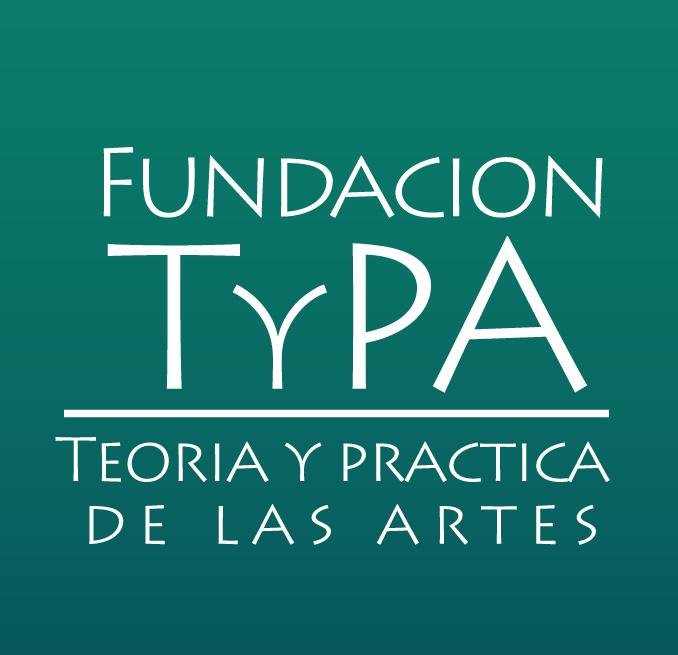 FUNDACION
TyPA
TEORIA Y PRACTICA
DE LAS ARTES